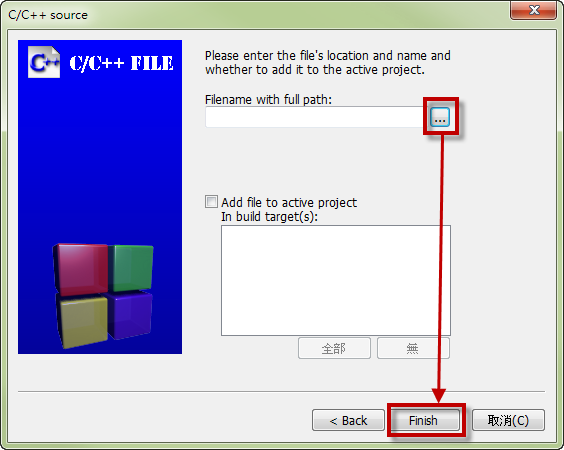 C/C++ source
C++
C/C++ FILE
Please enter the file's location and name and
whether to add it to the active project.
Filename with full path:
...
Add file to active project
In build target(s):
全部
無
< Back
Finish
取消(C)